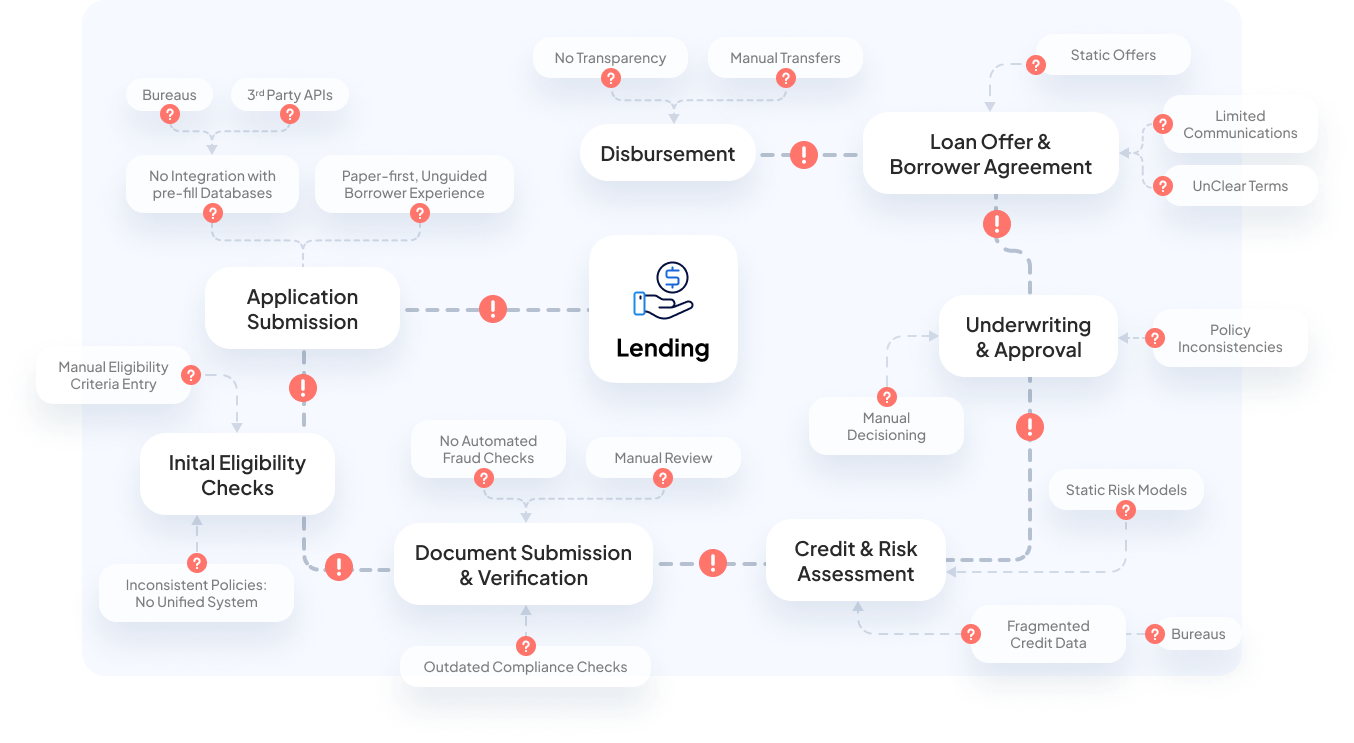 No Transparency
Manual Transfers
Static Offers
Bureaus
3rd Party APIs
Limited
Communications
Disbursement
Loan Offer &
Borrower Agreement
No Integration with
pre-fill Databases
Paper-first, Unguided
Borrower Experience
UnClear Terms
Application
Submission
Lending
Underwriting
& Approval
Policy
Inconsistencies
Manual Eligibility
Criteria Entry
Manual
Decisioning
Inital Eligibility
Checks
No Automated
Fraud Checks
Manual Review
Static Risk Models
Document Submission
& Verification
Credit & Risk
Assessment
Inconsistent Policies:
No Unified System
Fragmented
Credit Data
Bureaus
Outdated Compliance Checks